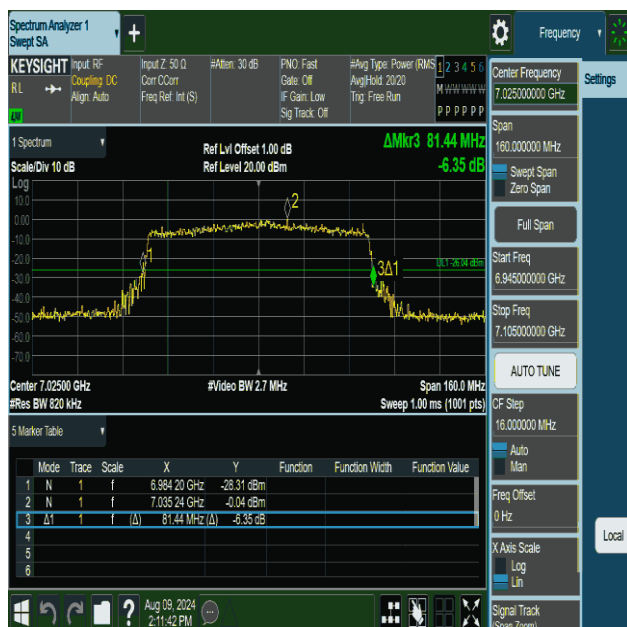 Spectrum Analyzer 1
Swept SA
+
Frequency
KEYSIGHT
RL
Input: RF
Coupling: DC
Align: Auto
Input Z: 50 Ω
Corr CCorr
Freq Ref: Int (S)
#Atten: 30 dB
PNO: Fast
Gate: Off
IF Gain: Low
Sig Track: Off
#Avg Type: Power (RMS
Avg|Hold: 20/20
Trig: Free Run
1 2 3 4 5 6
M W W W W W
P P P P P P
1 Spectrum
Scale/Div 10 dB
Ref Lvl Offset 1.00 dB
Ref Level 20.00 dBm
ΔMkr3 81.44 MHz
-6.35 dB
Log
10.0
0.00
-10.0
-20.0
-30.0
-40.0
-50.0
-60.0
-70.0
2
1
3Δ1
DL1 -26.04 dBm
Center 7.02500 GHz
#Video BW 2.7 MHz
Span 160.0 MHz
#Res BW 820 kHz
Sweep 1.00 ms (1001 pts)
5 Marker Table
Mode Trace Scale X Y Function Function Width Function Value
1 N 1 f 6.984 20 GHz -28.31 dBm
2 N 1 f 7.035 24 GHz -0.04 dBm
3 Δ1 1 f (Δ) 81.44 MHz (Δ) -6.35 dB
4
5
6
Aug 09, 2024
2:11:42 PM
?
Center Frequency
7.025000000 GHz
Settings
Span
160.000000 MHz
Swept Span
Zero Span
Full Span
Start Freq
6.945000000 GHz
Stop Freq
7.105000000 GHz
AUTO TUNE
CF Step
16.000000 MHz
Auto
Man
Freq Offset
0 Hz
Local
X Axis Scale
Log
Lin
Signal Track
(Span Zoom)